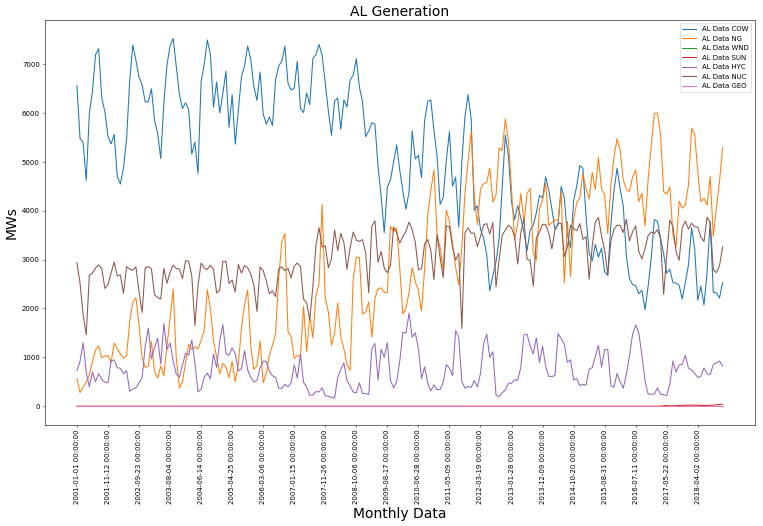 AL Generation
AL Data COW
AL Data NG
AL Data WND
AL Data SUN
AL Data HYC
AL Data NUC
AL Data GEO
MWs
7000
6000
5000
4000
3000
2000
1000
0
2001-01-01 00:00:00
2001-11-12 00:00:00
2002-09-23 00:00:00
2003-08-04 00:00:00
2004-06-14 00:00:00
2005-04-25 00:00:00
2006-03-06 00:00:00
2007-01-15 00:00:00
2007-11-26 00:00:00
2008-10-06 00:00:00
2009-08-17 00:00:00
2010-06-28 00:00:00
2011-05-09 00:00:00
2012-03-19 00:00:00
2013-01-28 00:00:00
2013-12-09 00:00:00
2014-10-20 00:00:00
2015-08-31 00:00:00
2016-07-11 00:00:00
2017-05-22 00:00:00
2018-04-02 00:00:00
Monthly Data